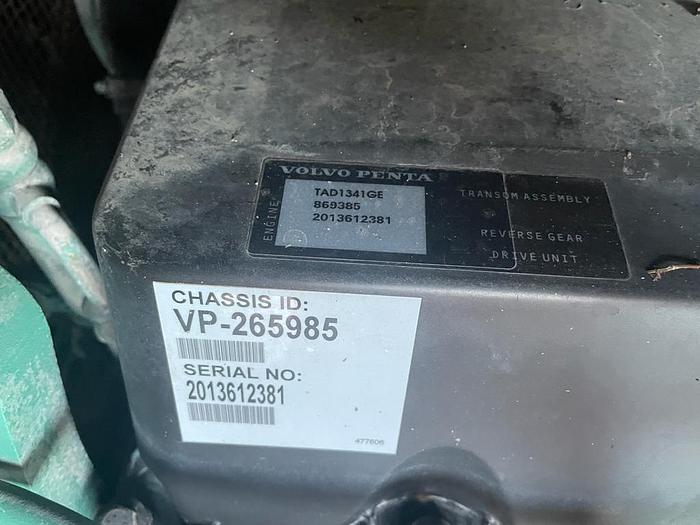 VOLVO PENTA
ENGINE
TAD1341GE
869385
2013612381
TRANSOM ASSEMBLY
REVERSE GEAR
DRIVE UNIT
CHASSIS ID:
VP-265985
SERIAL NO:
2013612381
477606